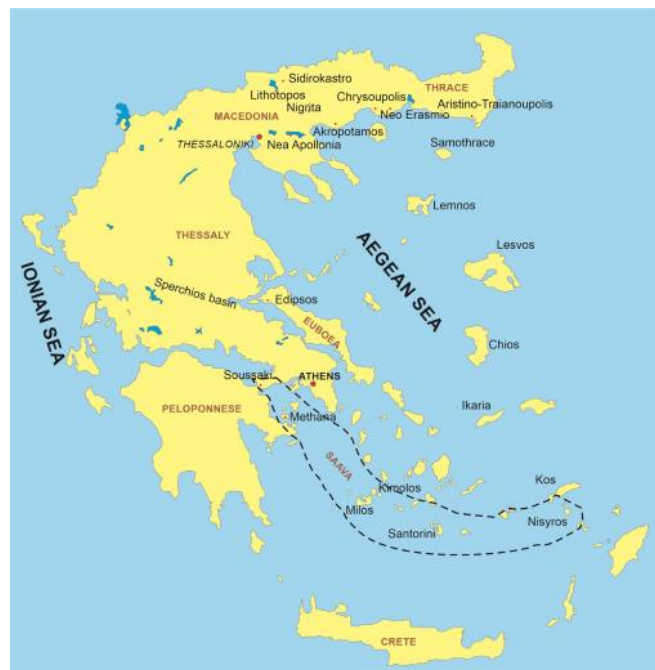 Sidirokastro
THRACE
Lithotopos
Chrysoupolis
Nigrita
Aristino-Traianoupolis
MACEDONIA
Neo Erasmio
Akropotamos
THESSALONIKI
Nea Apollonia
Samothrace
Lemnos
THESSALY
AEGEAN SEA
Lesvos
IONIAN SEA
Sperchios basin
Edipsos
EUBOEA
Chios
Soussaki
ATHENS
PELOPONNESE
Methana
Ikaria
SAAVA
Kimolos
Kos
Milos
Santorini
Nisyros
CRETE